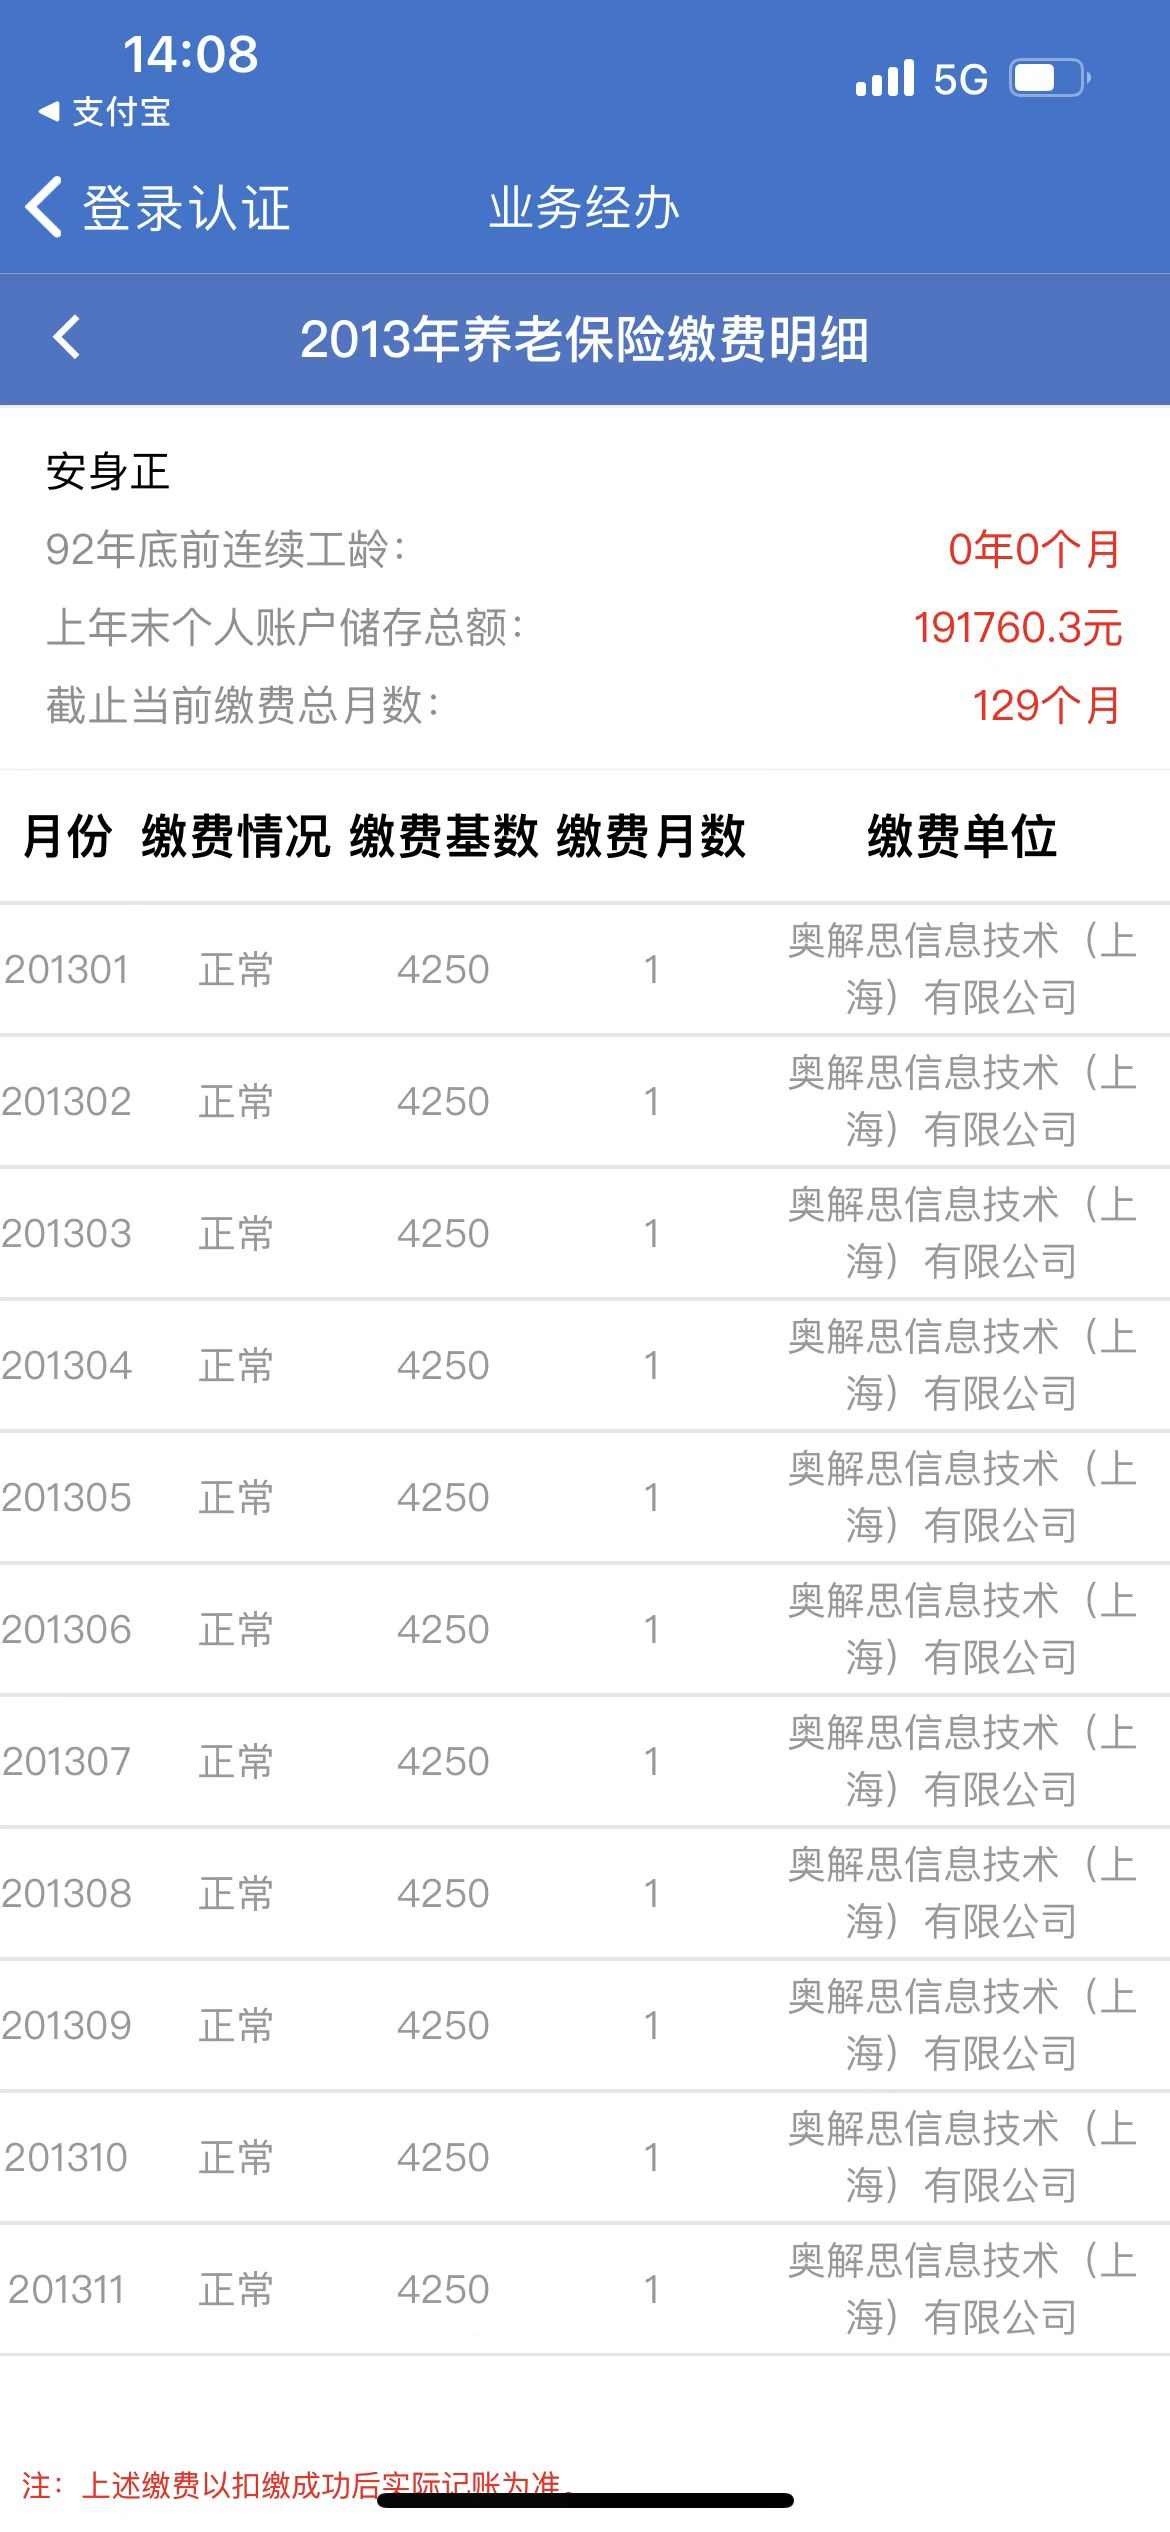 14:08
支付宝
5G
登录认证
业务经办
2013年养老保险缴费明细
安身正
92年底前连续工龄： 0年0个月
上年末个人账户储存总额： 191760.3元
截止当前缴费总月数： 129个月
月份 缴费情况 缴费基数 缴费月数 缴费单位
201301 正常 4250 1 奥解思信息技术（上
海）有限公司
201302 正常 4250 1 奥解思信息技术（上
海）有限公司
201303 正常 4250 1 奥解思信息技术（上
海）有限公司
201304 正常 4250 1 奥解思信息技术（上
海）有限公司
201305 正常 4250 1 奥解思信息技术（上
海）有限公司
201306 正常 4250 1 奥解思信息技术（上
海）有限公司
201307 正常 4250 1 奥解思信息技术（上
海）有限公司
201308 正常 4250 1 奥解思信息技术（上
海）有限公司
201309 正常 4250 1 奥解思信息技术（上
海）有限公司
201310 正常 4250 1 奥解思信息技术（上
海）有限公司
201311 正常 4250 1 奥解思信息技术（上
海）有限公司
注：上述缴费以扣缴成功后实际记账为准。